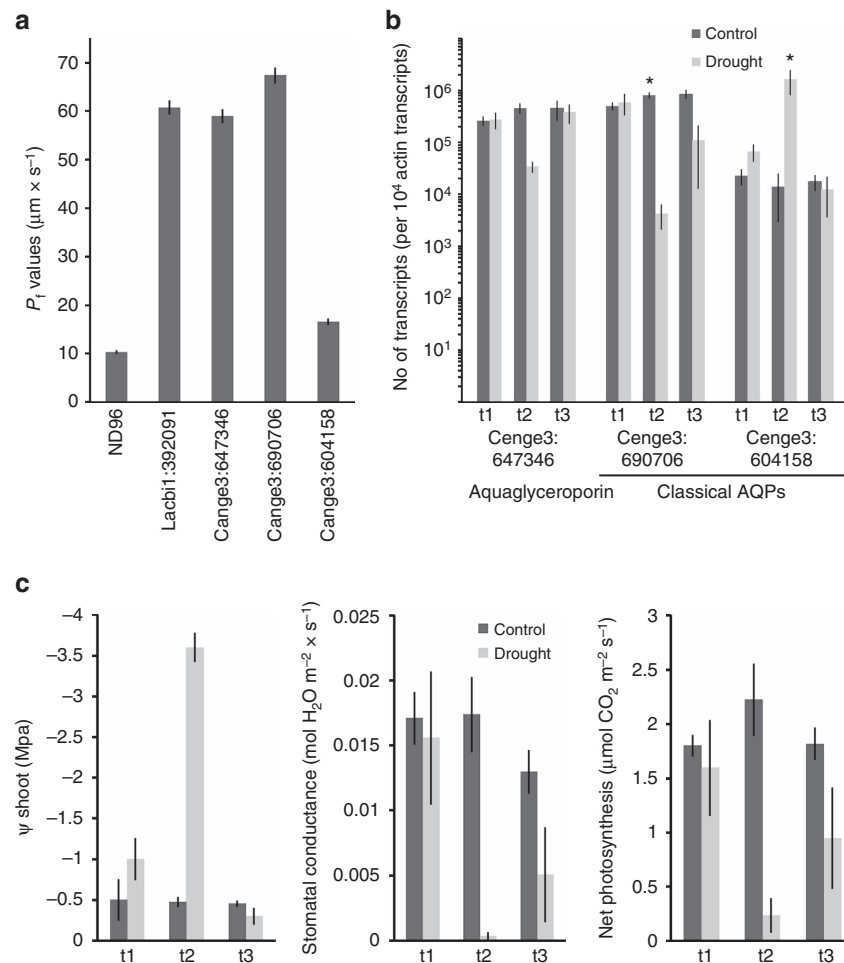 a
70
60
50
40
30
20
10
0
Pf values (μm × s−1)
ND96
Lacbi1:392091
Cange3:647346
Cange3:690706
Cange3:604158
b
Control
Drought
No of transcripts (per 10⁴ actin transcripts)
10⁶
10⁵
10⁴
10³
10²
10¹
*
*
t1 t2 t3 t1 t2 t3 t1 t2 t3
Cenge3: Cenge3: Cenge3:
647346 690706 604158
Aquaglyceroporin Classical AQPs
c
–4
–3.5
–3
–2.5
–2
–1.5
–1
–0.5
0
ψ shoot (Mpa)
t1 t2 t3
0.025
0.02
0.015
0.01
0.005
0
Stomatal conductance (mol H₂O m⁻² × s⁻¹)
Control
Drought
t1 t2 t3
3
2.5
2
1.5
1
0.5
0
Net photosynthesis (μmol CO₂ m⁻² s⁻¹)
t1 t2 t3